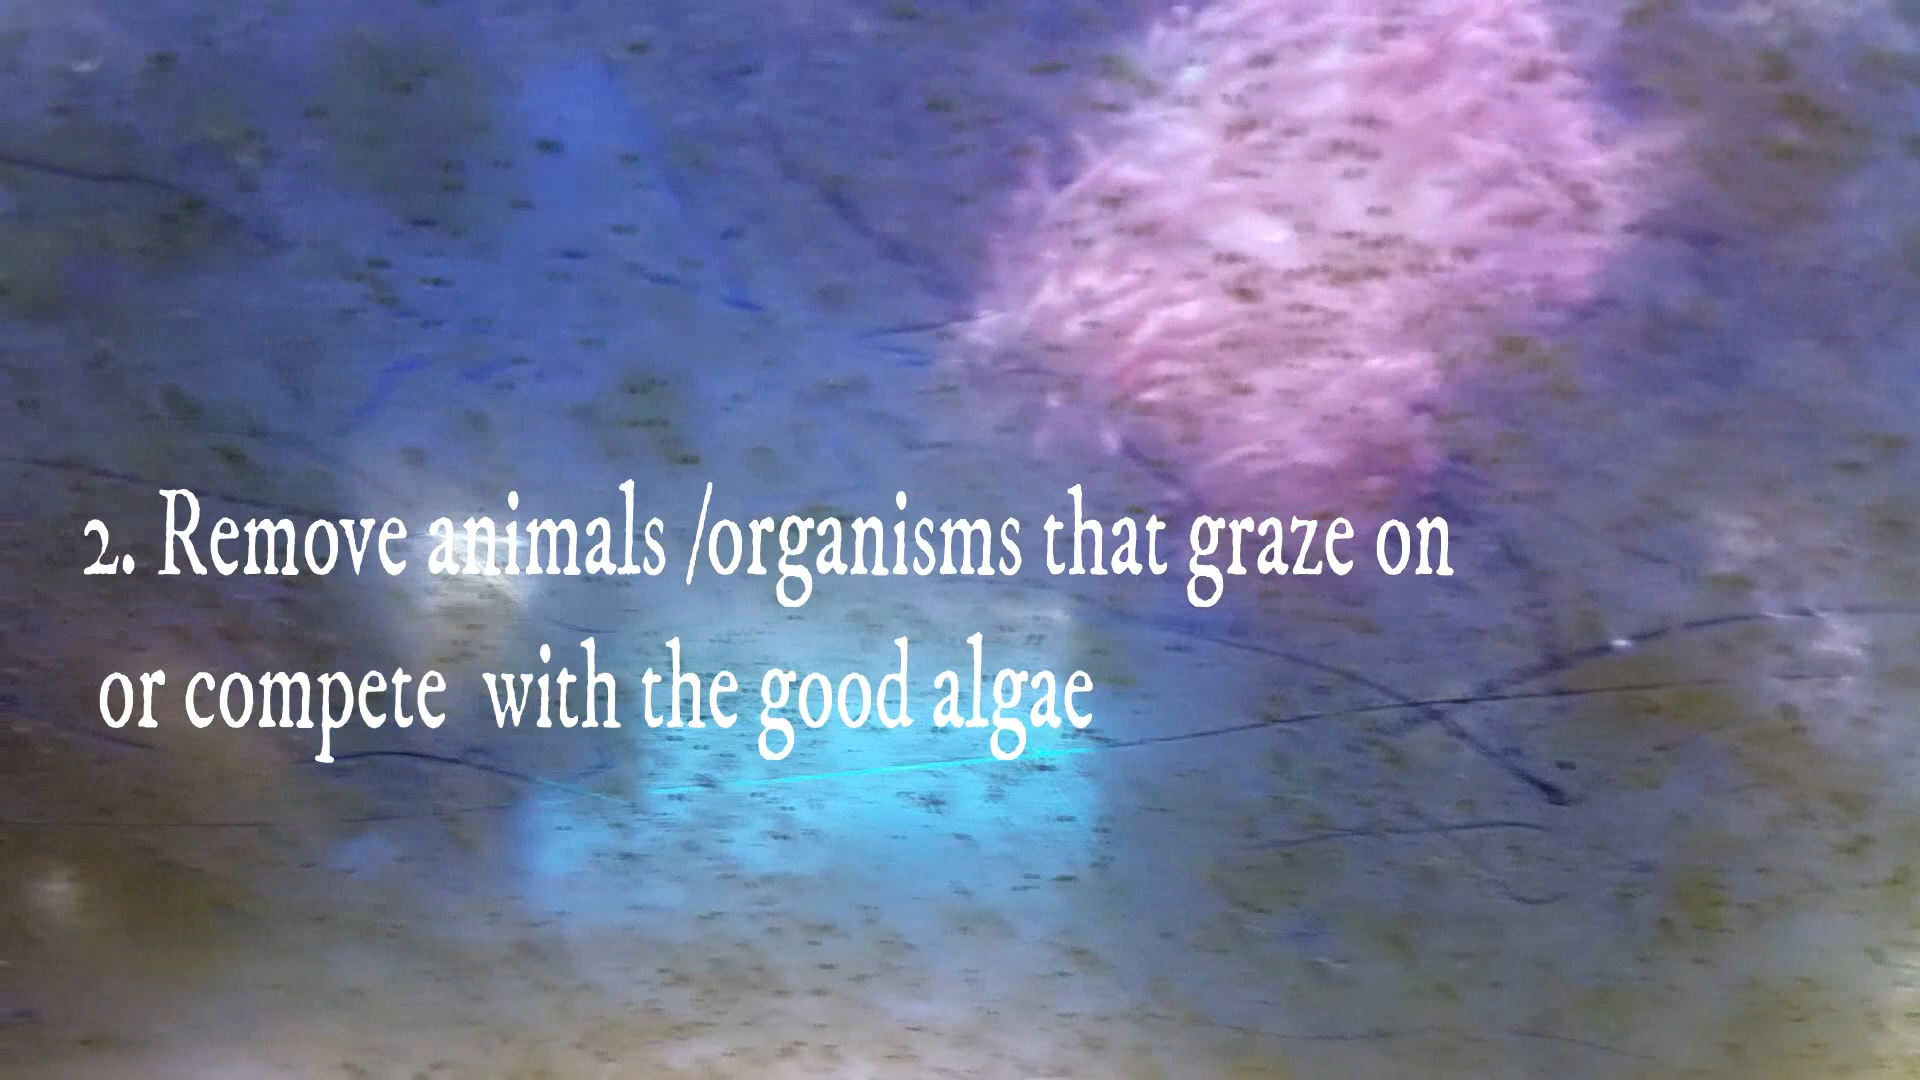 2. Remove animals /organisms that graze on
or compete with the good algae